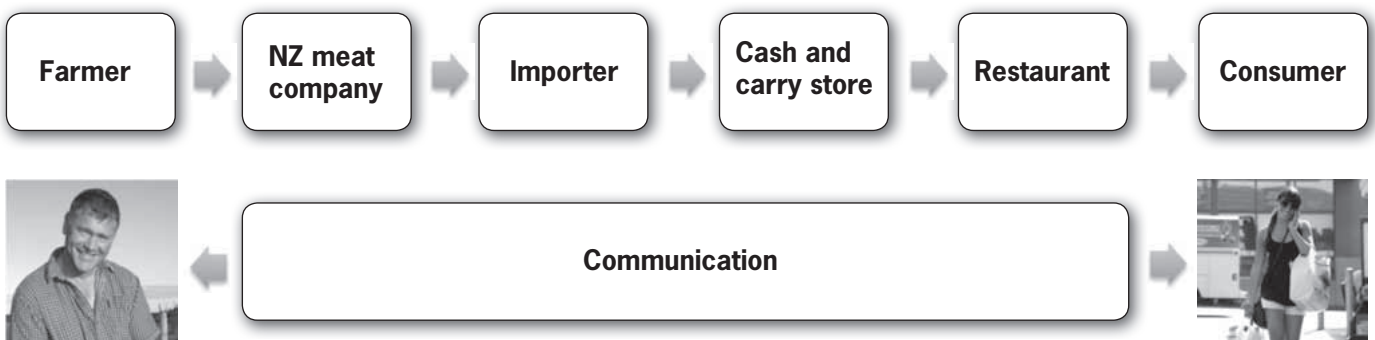 Farmer
NZ meat
company
Importer
Cash and
carry store
Restaurant
Consumer
Communication